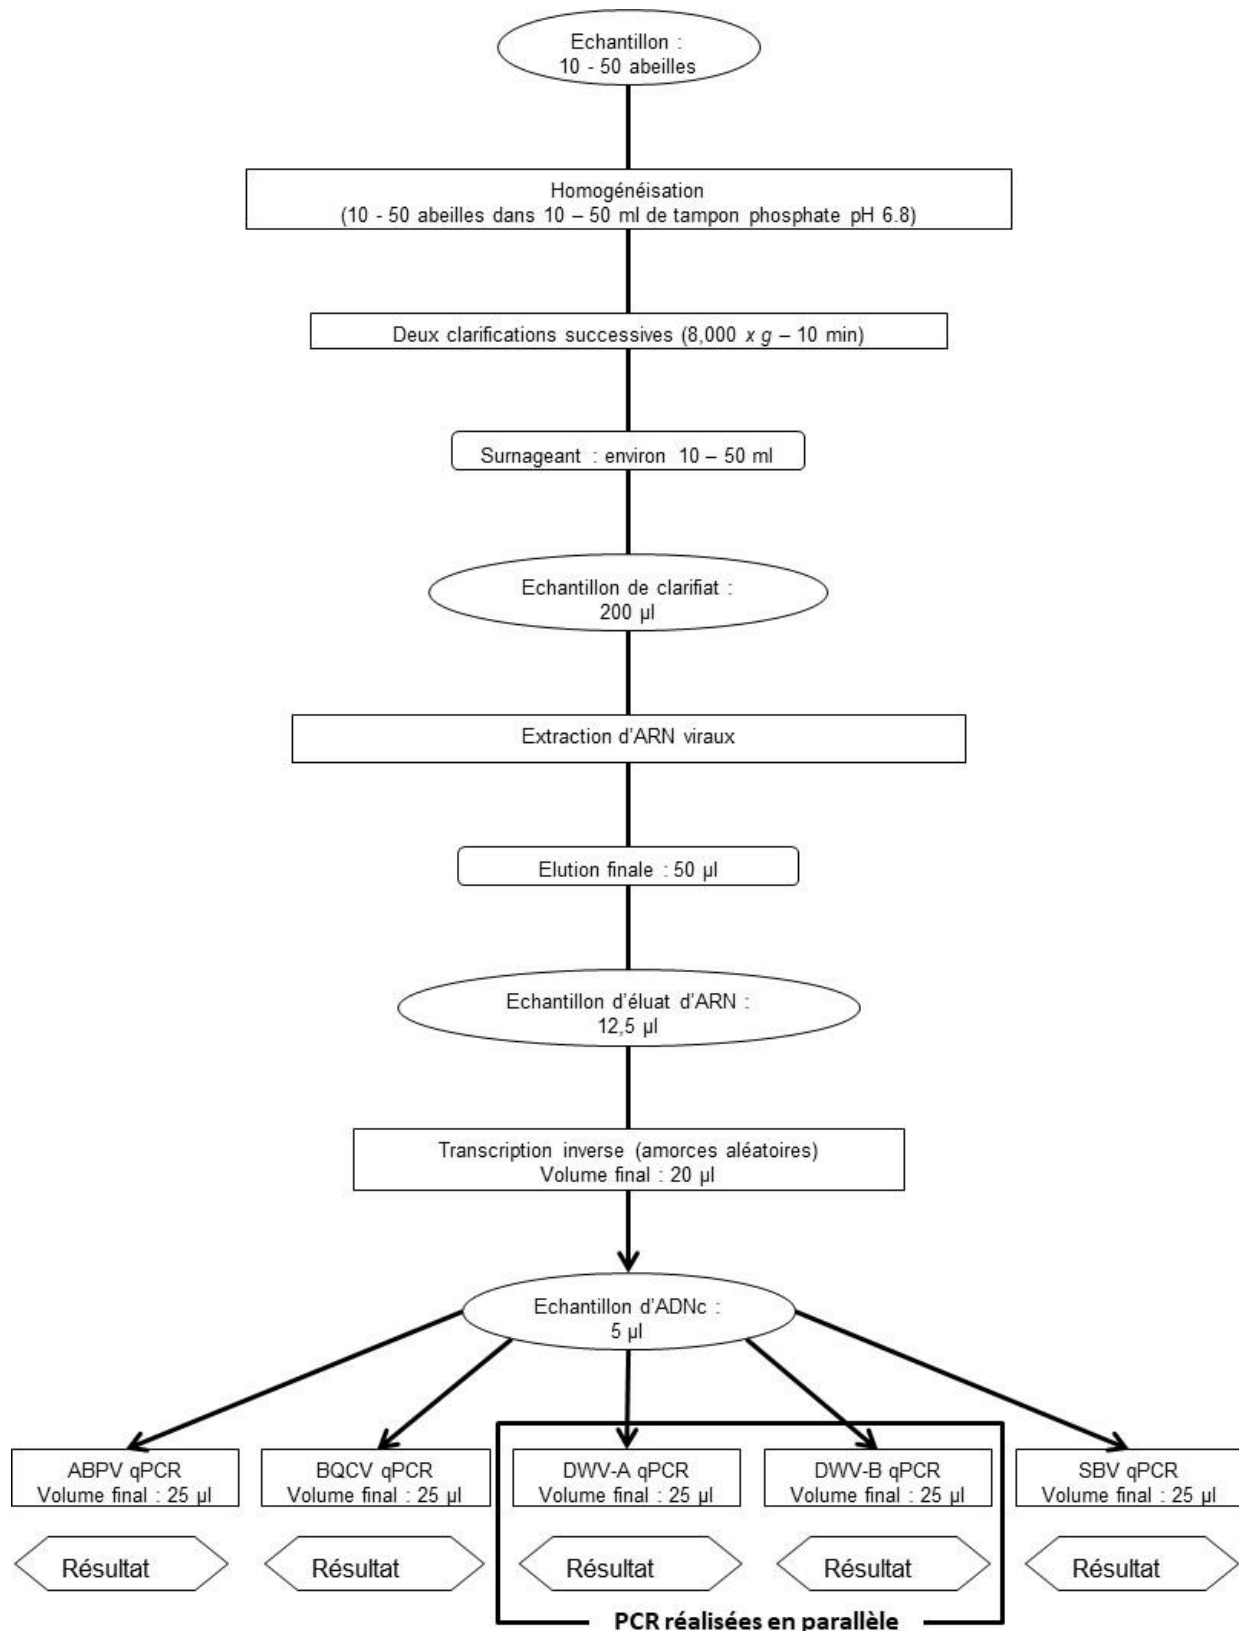 Echantillon :
10 - 50 abeilles
Homogénéisation
(10 - 50 abeilles dans 10 – 50 ml de tampon phosphate pH 6.8)
Deux clarifications successives (8,000 x g – 10 min)
Surnageant : environ 10 – 50 ml
Echantillon de clarifiat :
200 µl
Extraction d’ARN viraux
Elution finale : 50 µl
Echantillon d’éluat d’ARN :
12,5 µl
Transcription inverse (amorces aléatoires)
Volume final : 20 µl
Echantillon d’ADNc :
5 µl
ABPV qPCR
Volume final : 25 µl
BQCV qPCR
Volume final : 25 µl
DWV-A qPCR
Volume final : 25 µl
DWV-B qPCR
Volume final : 25 µl
SBV qPCR
Volume final : 25 µl
Résultat
Résultat
Résultat
Résultat
Résultat
PCR réalisées en parallèle